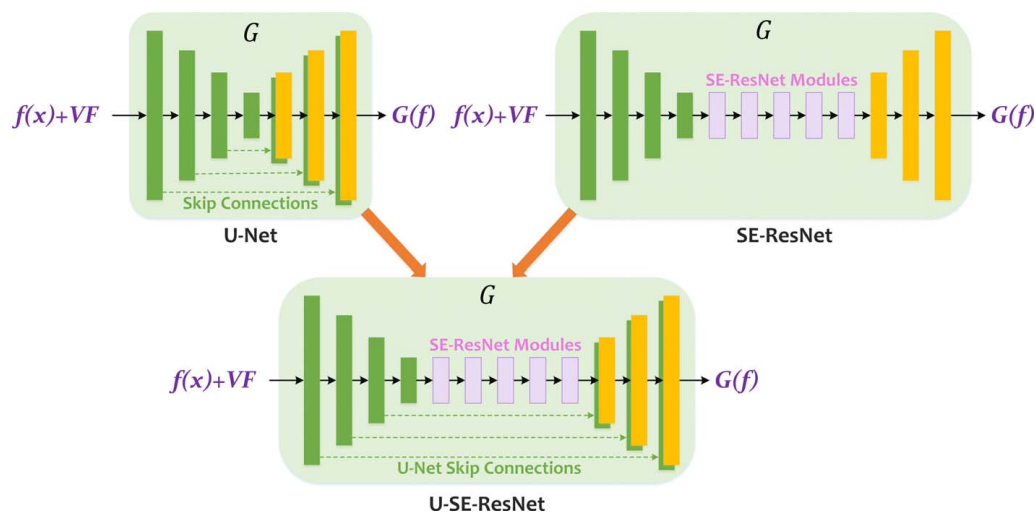 G
f(x)+VF
G(f)
Skip Connections
U-Net
G
SE-ResNet Modules
f(x)+VF
G(f)
SE-ResNet
G
SE-ResNet Modules
f(x)+VF
G(f)
U-Net Skip Connections
U-SE-ResNet